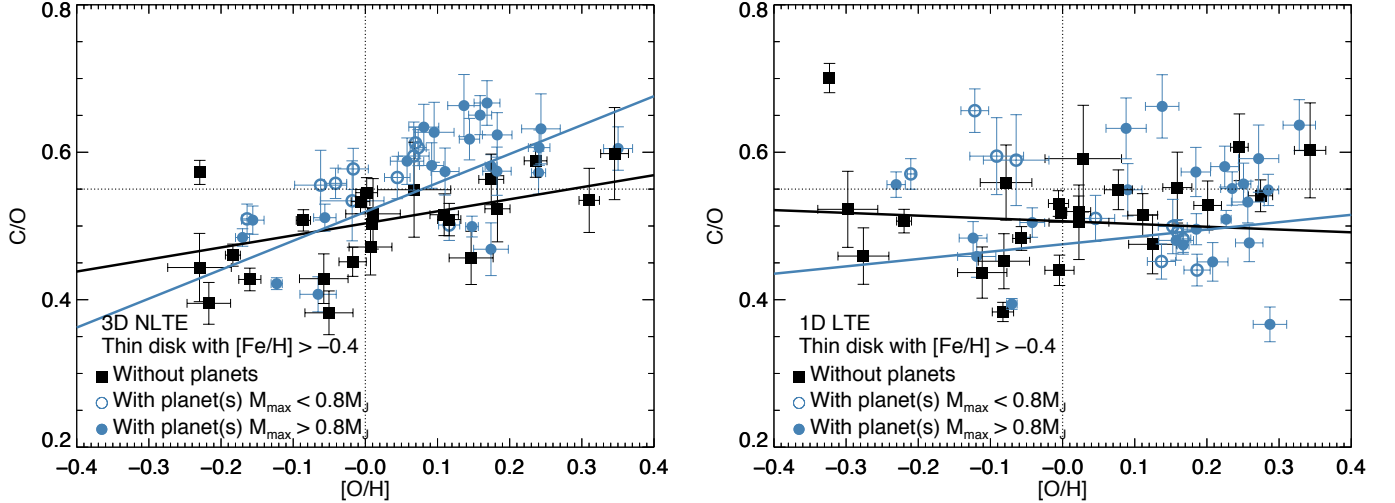 0.8
0.6
0.4
0.2
C/O
3D NLTE
Thin disk with [Fe/H] > −0.4
Without planets
With planet(s) Mmax < 0.8MJ
With planet(s) Mmax > 0.8MJ
−0.4 −0.3 −0.2 −0.1 −0.0 0.1 0.2 0.3 0.4
[O/H]
0.8
0.6
0.4
0.2
C/O
1D LTE
Thin disk with [Fe/H] > −0.4
Without planets
With planet(s) Mmax < 0.8MJ
With planet(s) Mmax > 0.8MJ
−0.4 −0.3 −0.2 −0.1 −0.0 0.1 0.2 0.3 0.4
[O/H]